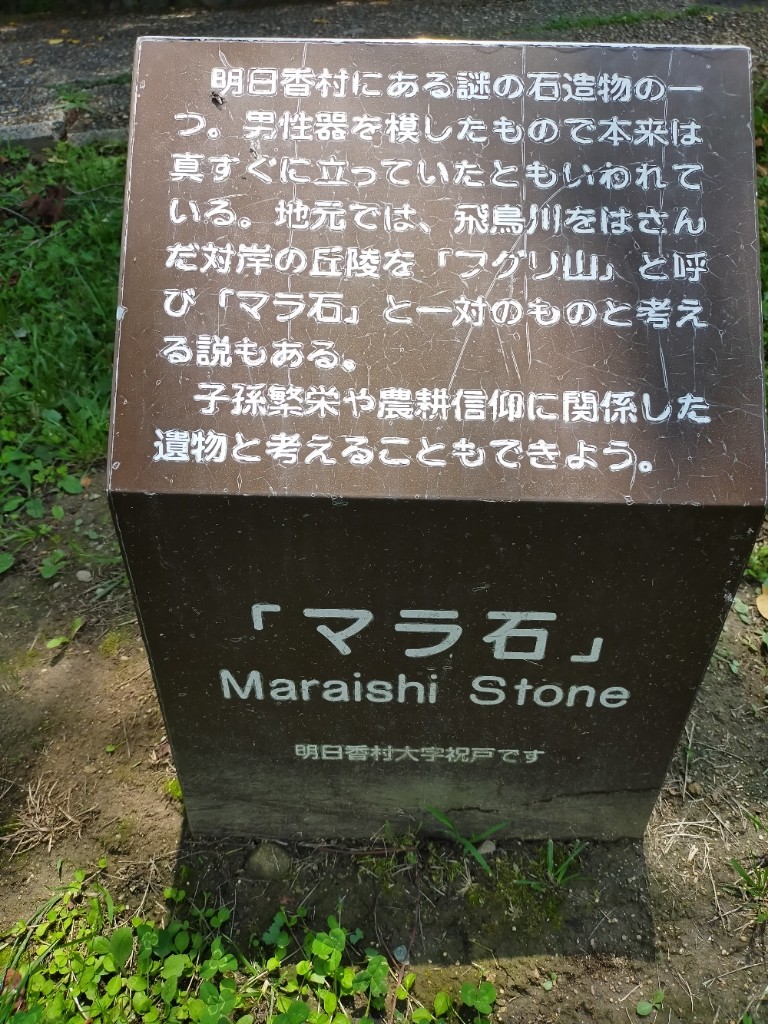 明日香村にある謎の石造物の一
つ。男性器を模したもので本来は
真すぐに立っていたともいわれて
いる。地元では、飛鳥川をはさん
だ対岸の丘陵を「フグリ山」と呼
び「マラ石」と一対のものと考え
る説もある。
子孫繁栄や農耕信仰に関係した
遺物と考えることもできよう。
「マラ石」
Maraishi Stone
明日香村大字祝戸です